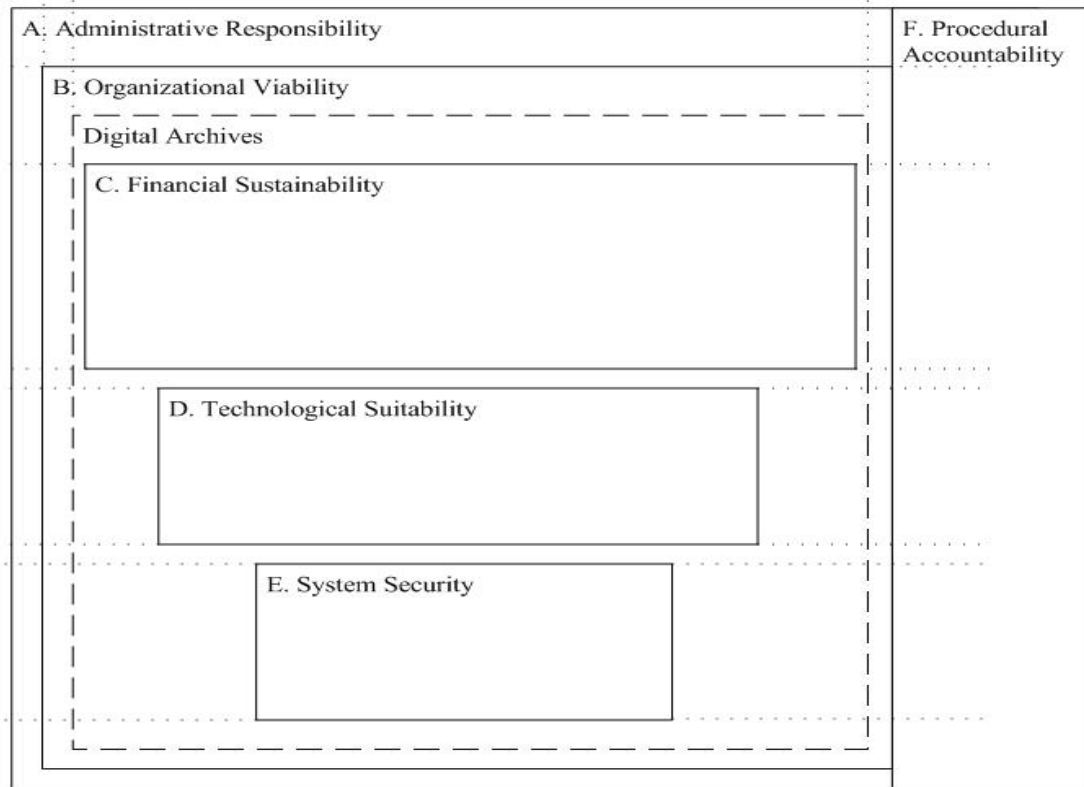 A. Administrative Responsibility
F. Procedural
Accountability
B. Organizational Viability
Digital Archives
C. Financial Sustainability
D. Technological Suitability
E. System Security